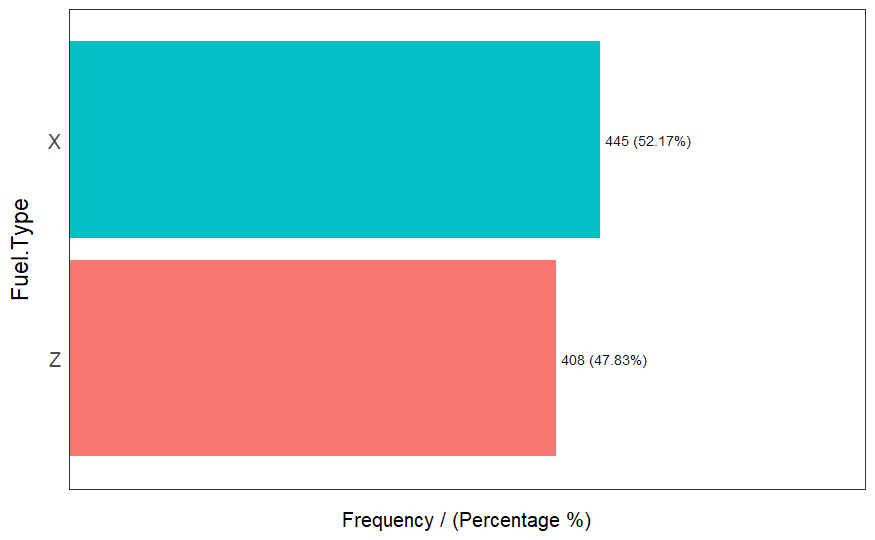 Fuel.Type
X
445 (52.17%)
Z
408 (47.83%)
Frequency / (Percentage %)